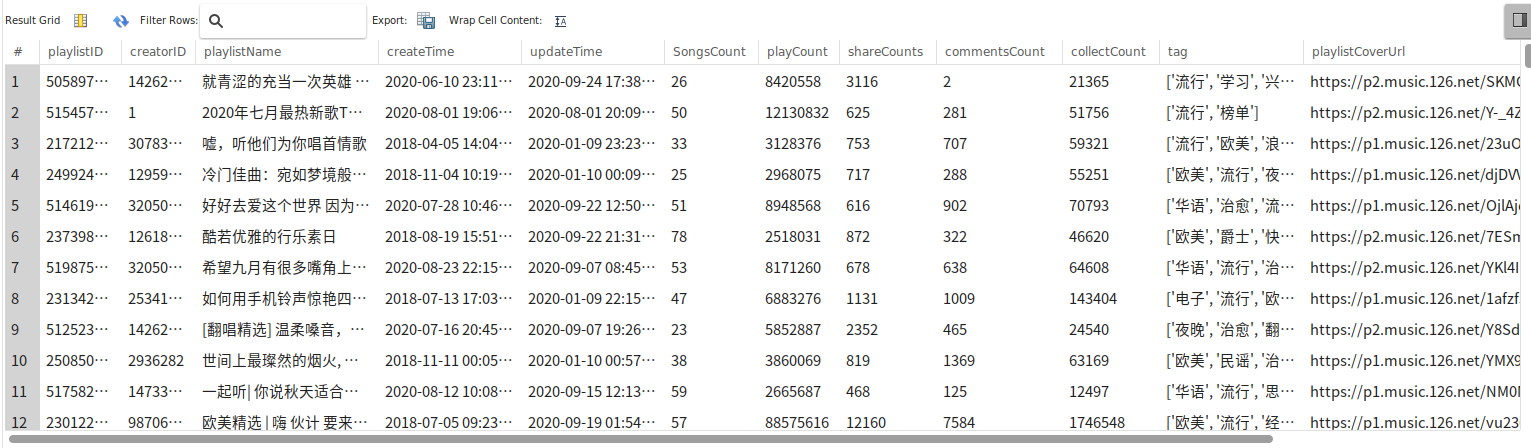 Result Grid Filter Rows: Export: Wrap Cell Content:
# playlistID creatorID playlistName createTime updateTime SongsCount playCount shareCounts commentsCount collectCount tag playlistCoverUrl
1 505897··· 14262··· 就青涩的充当一次英雄 ··· 2020-06-10 23:11··· 2020-09-24 17:38··· 26 8420558 3116 2 21365 ['流行', '学习', '兴··· https://p2.music.126.net/SKM
2 515457··· 1 2020年七月最热新歌T··· 2020-08-01 19:06··· 2020-08-01 20:09··· 50 12130832 625 281 51756 ['流行', '榜单'] https://p2.music.126.net/Y-_4Z
3 217212··· 30783··· 嘘，听他们为你唱首情歌 2018-04-05 14:04··· 2020-01-09 23:23··· 33 3128376 753 707 59321 ['流行', '欧美', '浪··· https://p1.music.126.net/23uO
4 249924··· 12959··· 冷门佳曲：宛如梦境般··· 2018-11-04 10:19··· 2020-01-10 00:09··· 25 2968075 717 288 55251 ['欧美', '流行', '夜··· https://p1.music.126.net/djDV
5 514619··· 32050··· 好好去爱这个世界 因为··· 2020-07-28 10:46··· 2020-09-22 12:50··· 51 8948568 616 902 70793 ['华语', '治愈', '流··· https://p1.music.126.net/OjlAj
6 237398··· 12618··· 酷若优雅的行乐素日 2018-08-19 15:51··· 2020-09-22 21:31··· 78 2518031 872 322 46620 ['欧美', '爵士', '快··· https://p2.music.126.net/7ESm
7 519875··· 32050··· 希望九月有很多嘴角上··· 2020-08-23 22:15··· 2020-09-07 08:45··· 53 8171260 678 638 64608 ['华语', '流行', '治··· https://p2.music.126.net/YKl4I
8 231342··· 25341··· 如何用手机铃声惊艳四··· 2018-07-13 17:03··· 2020-01-09 22:15··· 47 6883276 1131 1009 143404 ['电子', '流行', '欧··· https://p1.music.126.net/1afzf
9 512523··· 14262··· [翻唱精选] 温柔嗓音，··· 2020-07-16 20:45··· 2020-09-07 19:26··· 23 5852887 2352 465 24540 ['夜晚', '治愈', '翻··· https://p2.music.126.net/Y8Sd
10 250850··· 2936282 世间上最璨然的烟火, ··· 2018-11-11 00:05··· 2020-01-10 00:57··· 38 3860069 819 1369 63169 ['欧美', '民谣', '治··· https://p1.music.126.net/YMX9
11 517582··· 14733··· 一起听| 你说秋天适合··· 2020-08-12 10:08··· 2020-09-15 12:13··· 59 2665687 468 125 12497 ['华语', '流行', '思··· https://p1.music.126.net/NM0
12 230122··· 98706··· 欧美精选 | 嗨 伙计 要来··· 2018-07-05 09:23··· 2020-09-19 01:54··· 57 88575616 12160 7584 1746548 ['欧美', '流行', '经··· https://p1.music.126.net/vu23